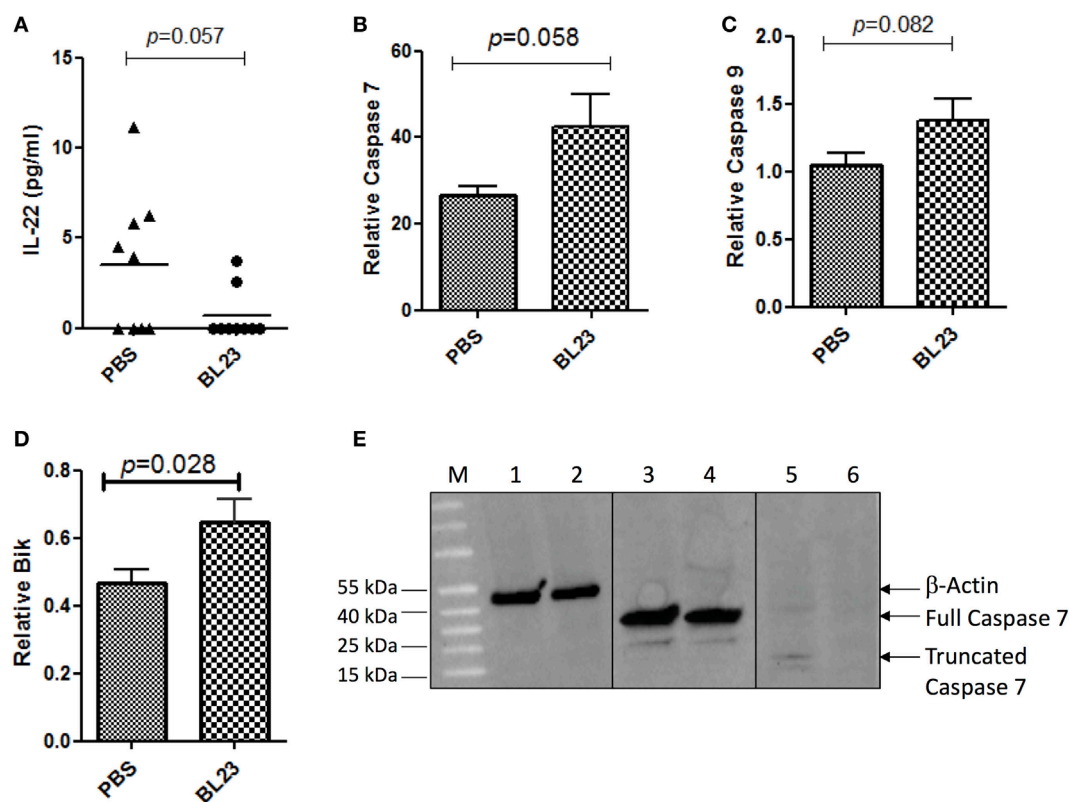 A
p=0.057
IL-22 (pg/ml)
15
10
5
0
PBS
BL23
B
p=0.058
Relative Caspase 7
60
40
20
0
PBS
BL23
C
p=0.082
Relative Caspase 9
2.0
1.5
1.0
0.5
0.0
PBS
BL23
D
p=0.028
Relative Bik
0.8
0.6
0.4
0.2
0.0
PBS
BL23
E
M 1 2 3 4 5 6
55 kDa
40 kDa
25 kDa
15 kDa
β-Actin
Full Caspase 7
Truncated
Caspase 7